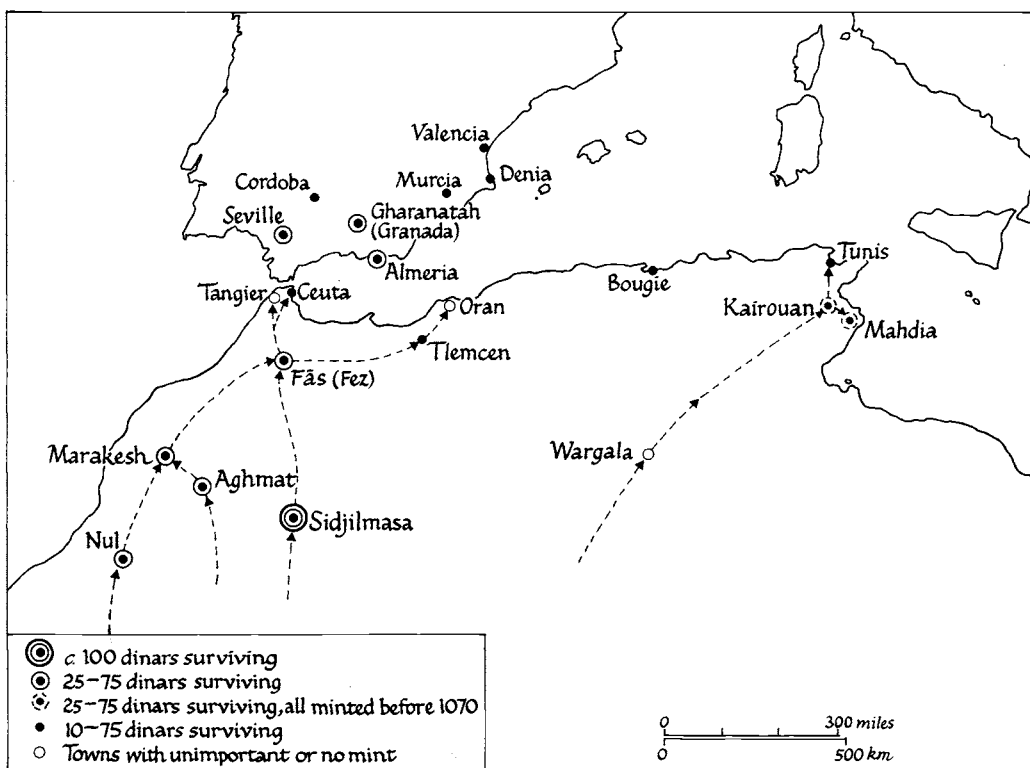 Valencia
Denia
Murcia
Cordoba
Seville
Gharanatah
(Granada)
Almeria
Tangier
Ceuta
Oran
Bougie
Tunis
Kairouan
Mahdia
Tlemcen
Fās (Fez)
Marakesh
Aghmat
Wargala
Sidjilmasa
Nul
c. 100 dinars surviving
25–75 dinars surviving
25–75 dinars surviving, all minted before 1070
10–75 dinars surviving
Towns with unimportant or no mint
0 300 miles
0 500 km